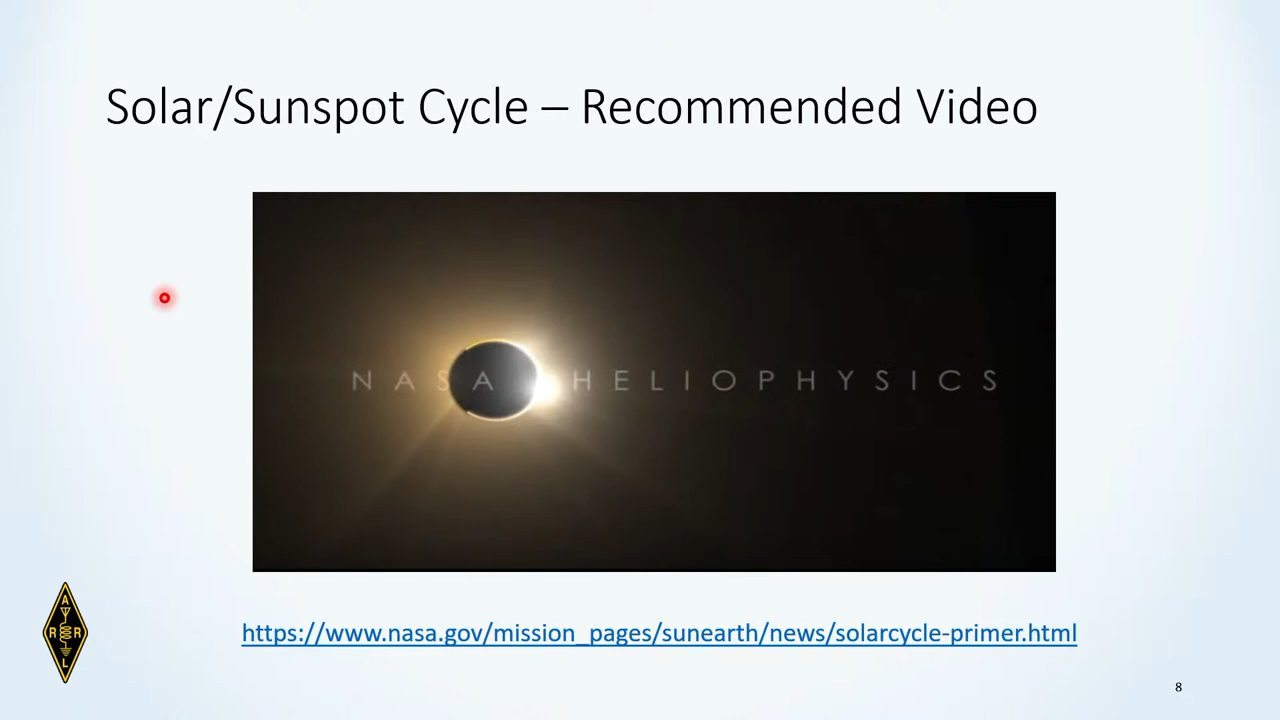 Solar/Sunspot Cycle – Recommended Video
NASA HELIOPHYSICS
A
R R
L
https://www.nasa.gov/mission_pages/sunearth/news/solarcycle-primer.html
8